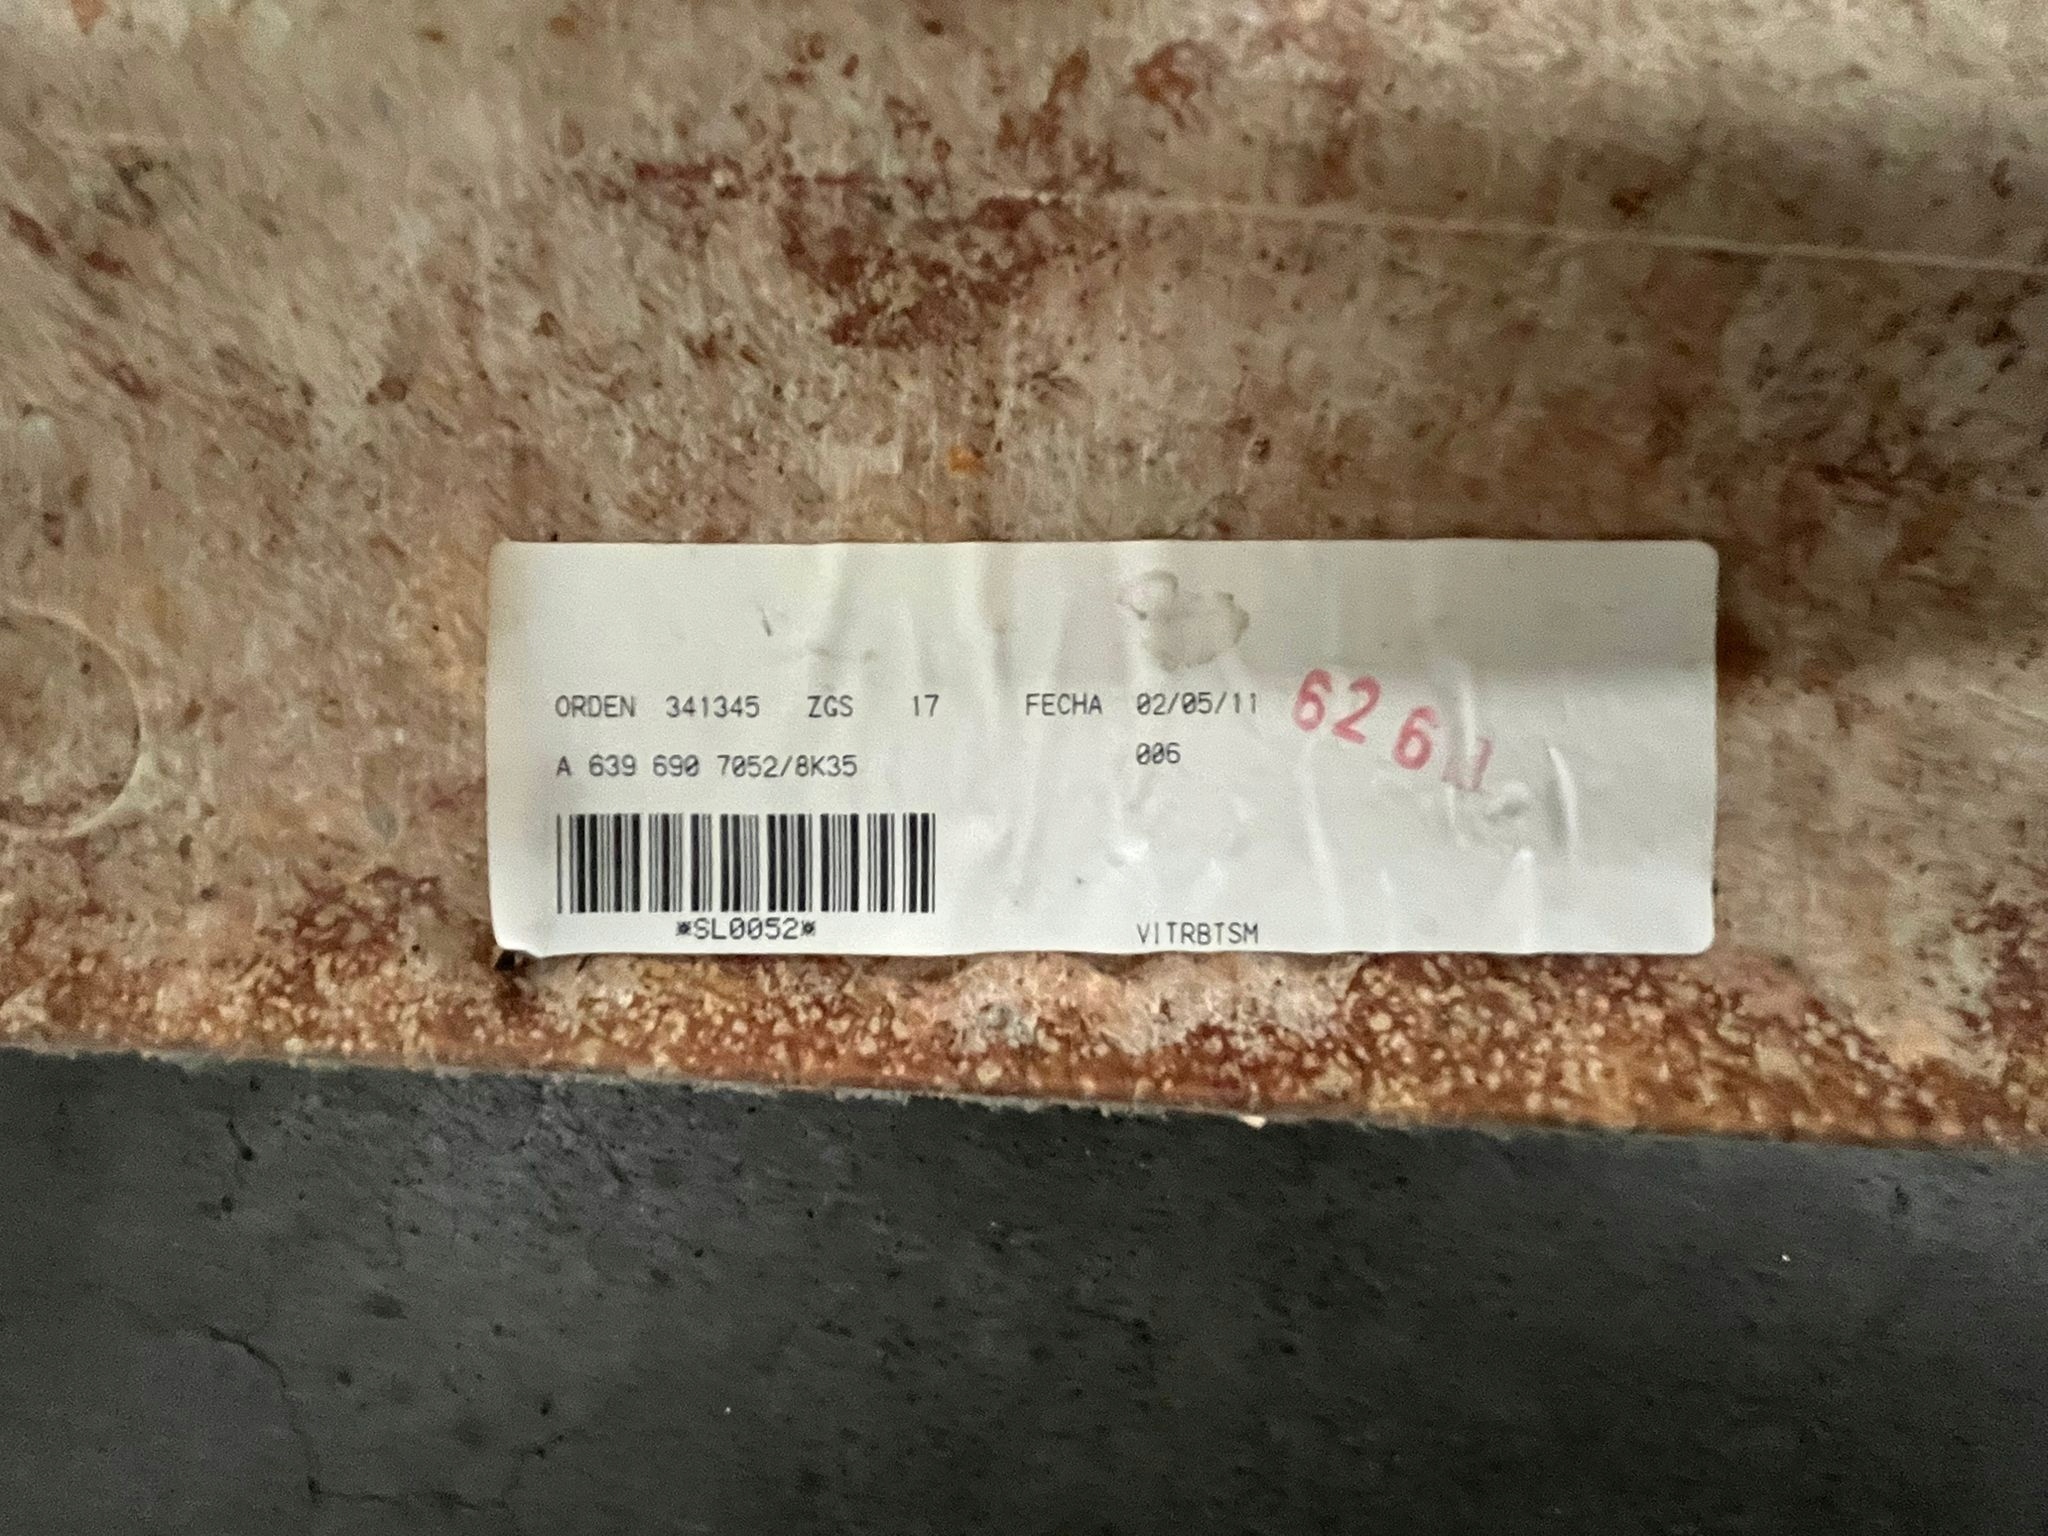 ORDEN 341345 ZGS 17 FECHA 02/05/11
A 639 690 7052/8K35 006
*SL0052*
VITRBTSM